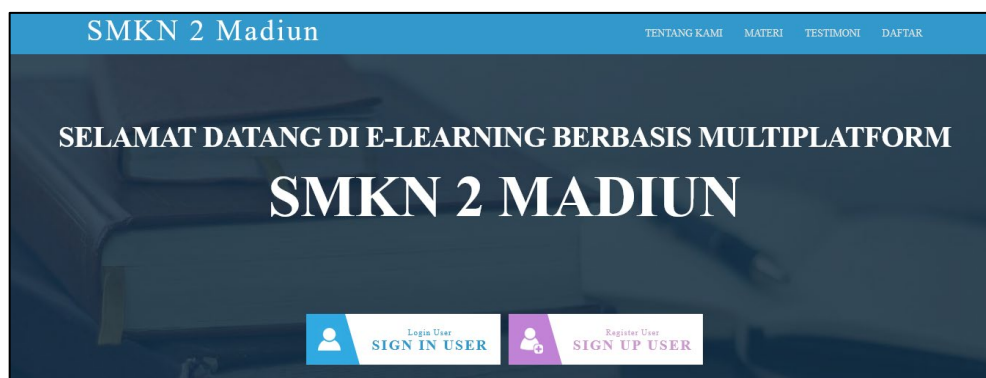 SMKN 2 Madiun
TENTANG KAMI MATERI TESTIMONI DAFTAR
SELAMAT DATANG DI E-LEARNING BERBASIS MULTIPLATFORM
SMKN 2 MADIUN
Login User
SIGN IN USER
Register User
SIGN UP USER